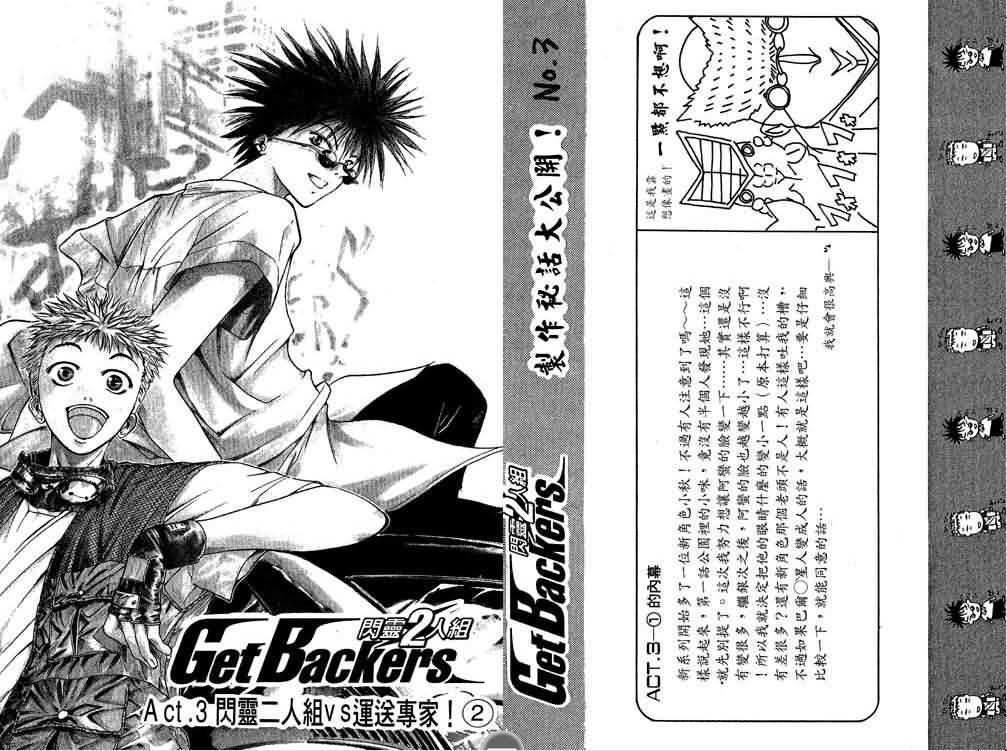 閃靈2人組
GetBackers
Act.3 閃靈二人組vs運送專家!②
製作秘話大公開! No.3
閃靈2人組
GetBackers
一點都不想啊!
這是我靠
想像畫的!
ACT.3—①的內幕
新系列開始多了一位新角色小秋!不過有人注意到了嗎~~這
樣說起來,第一話公園裡的小咪,竟沒有半個人發現她…這個
就先別提了。這次我努力想讓阿蠻的臉變一下……其實還是沒
有變很多,繼銀次之後,阿蠻的臉也越變越小了…這樣不行啊
!所以我就決定把他的眼睛什麼的變小一點(原本打算)…沒
有差很多?還有新角色那個老頭不是人!有人這樣吐我的槽,
不過如果巴爾◯星人變成人的話,大概就是這樣吧…要是仔細
比較一下,就能同意的話…
我就會很高興—〝